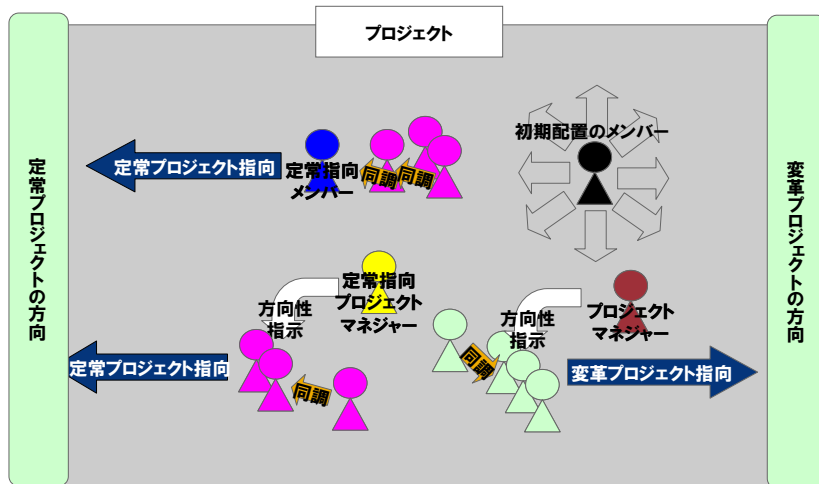 プロジェクト
定常プロジェクトの方向
変革プロジェクトの方向
初期配置のメンバー
定常プロジェクト指向
定常指向
メンバー
同調
同調
定常指向
プロジェクト
マネジャー
方向性
指示
プロジェクト
マネジャー
方向性
指示
定常プロジェクト指向
同調
同調
変革プロジェクト指向